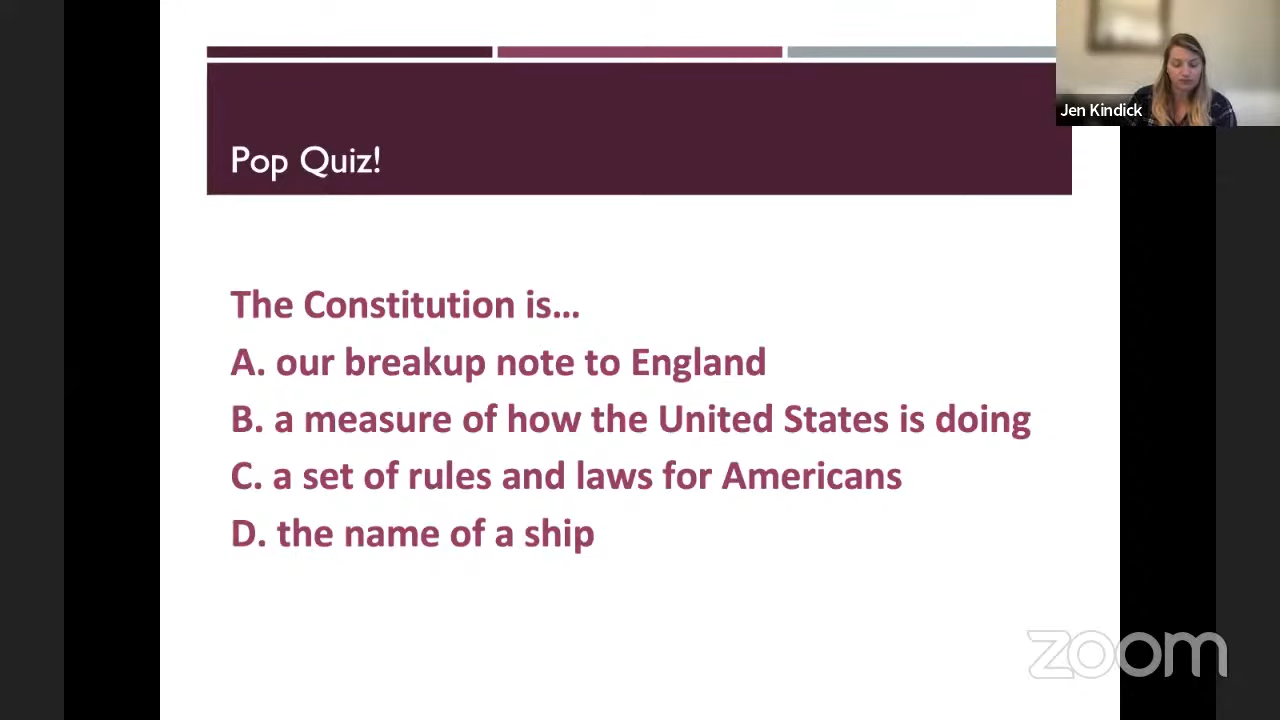 Jen Kindick
Pop Quiz!
The Constitution is...
A. our breakup note to England
B. a measure of how the United States is doing
C. a set of rules and laws for Americans
D. the name of a ship
zoom